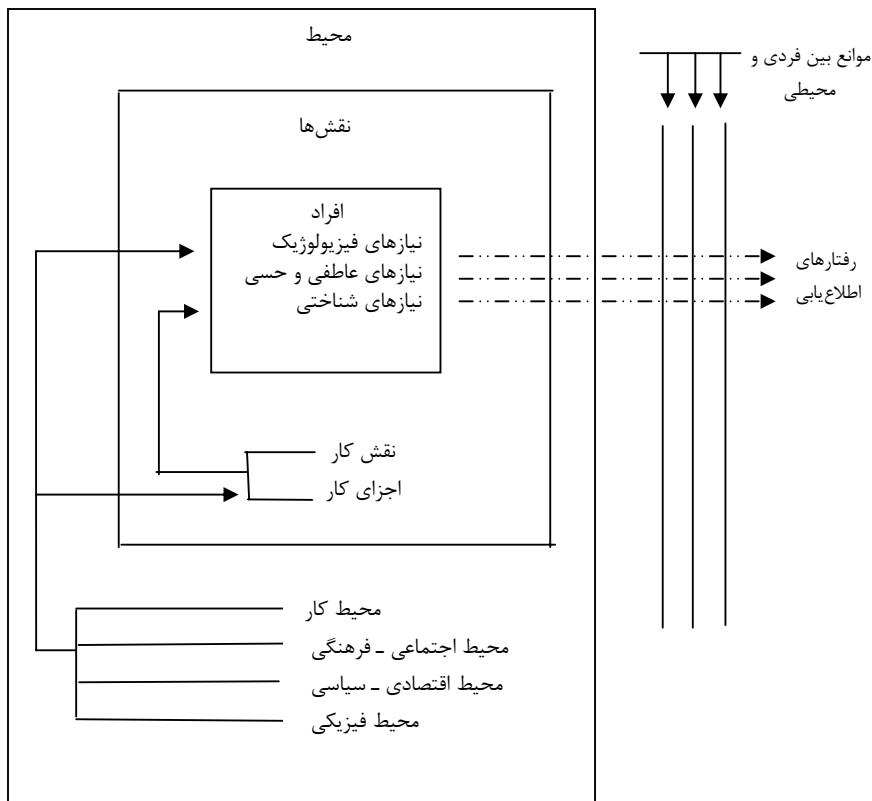 محیط
موانع بین فردی و
محیطی
نقش‌ها
افراد
نیازهای فیزیولوژیک
نیازهای عاطفی و حسی
نیازهای شناختی
رفتارهای
اطلاع‌یابی
نقش کار
اجزای کار
محیط کار
محیط اجتماعی ـ فرهنگی
محیط اقتصادی ـ سیاسی
محیط فیزیکی